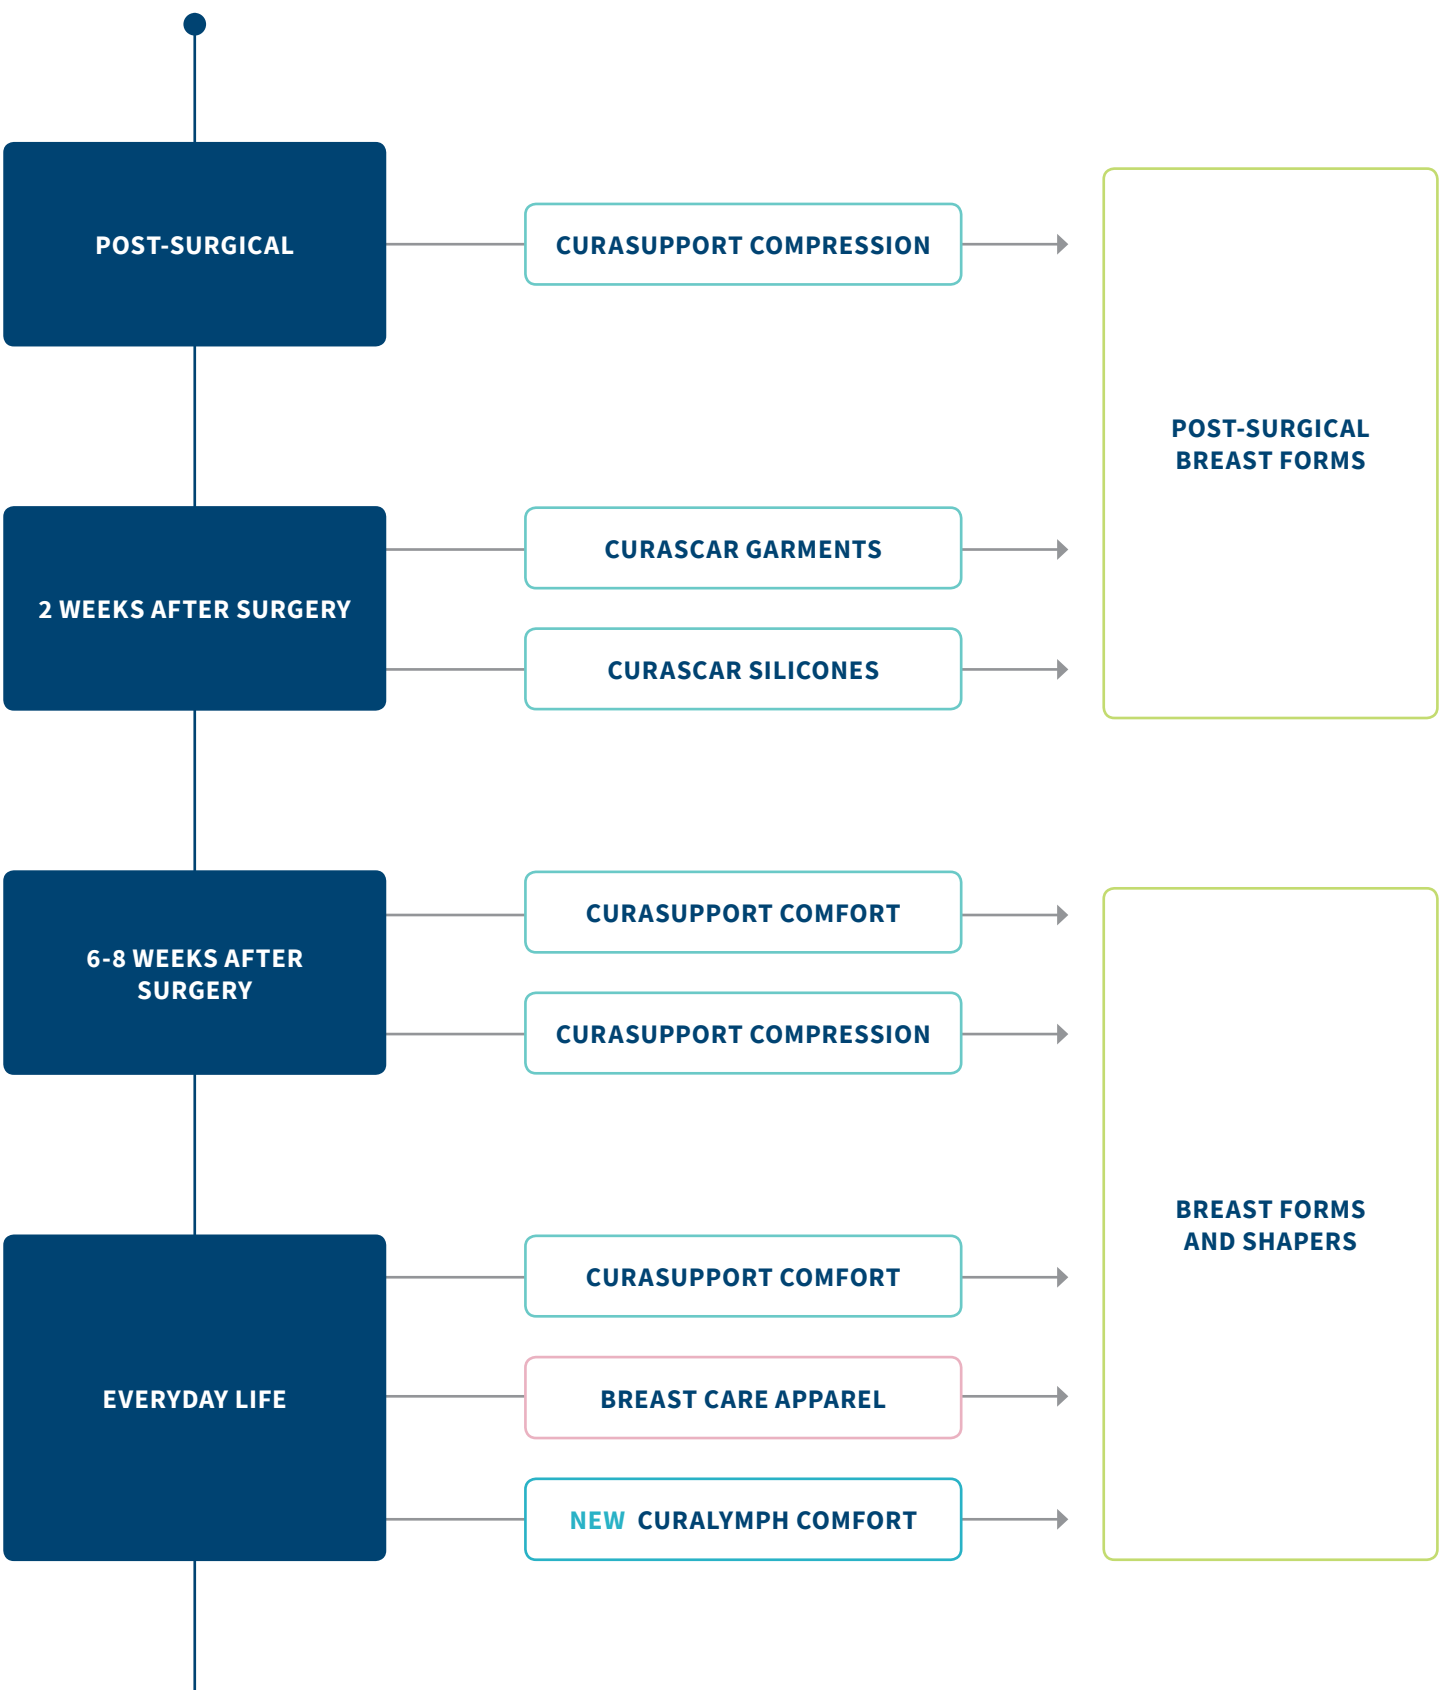 POST-SURGICAL
CURASUPPORT COMPRESSION
POST-SURGICAL
BREAST FORMS
2 WEEKS AFTER SURGERY
CURASCAR GARMENTS
CURASCAR SILICONES
6-8 WEEKS AFTER
SURGERY
CURASUPPORT COMFORT
CURASUPPORT COMPRESSION
BREAST FORMS
AND SHAPERS
EVERYDAY LIFE
CURASUPPORT COMFORT
BREAST CARE APPAREL
NEW CURALYMPH COMFORT